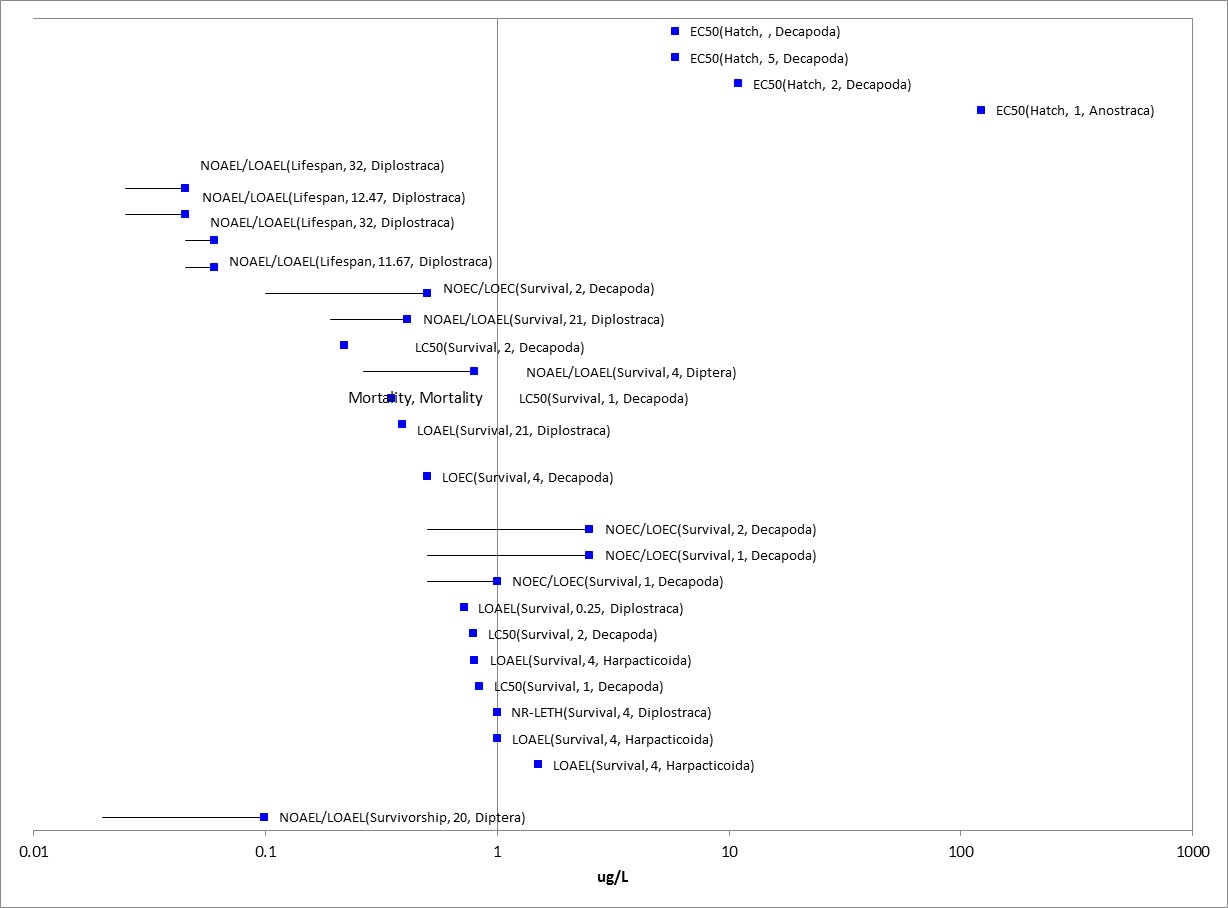 EC50(Hatch, , Decapoda)
EC50(Hatch, 5, Decapoda)
EC50(Hatch, 2, Decapoda)
EC50(Hatch, 1, Anostraca)
NOAEL/LOAEL(Lifespan, 32, Diplostraca)
NOAEL/LOAEL(Lifespan, 12.47, Diplostraca)
NOAEL/LOAEL(Lifespan, 32, Diplostraca)
NOAEL/LOAEL(Lifespan, 11.67, Diplostraca)
NOEC/LOEC(Survival, 2, Decapoda)
NOAEL/LOAEL(Survival, 21, Diplostraca)
LC50(Survival, 2, Decapoda)
NOAEL/LOAEL(Survival, 4, Diptera)
Mortality, Mortality LC50(Survival, 1, Decapoda)
LOAEL(Survival, 21, Diplostraca)
LOEC(Survival, 4, Decapoda)
NOEC/LOEC(Survival, 2, Decapoda)
NOEC/LOEC(Survival, 1, Decapoda)
NOEC/LOEC(Survival, 1, Decapoda)
LOAEL(Survival, 0.25, Diplostraca)
LC50(Survival, 2, Decapoda)
LOAEL(Survival, 4, Harpacticoida)
LC50(Survival, 1, Decapoda)
NR-LETH(Survival, 4, Diplostraca)
LOAEL(Survival, 4, Harpacticoida)
LOAEL(Survival, 4, Harpacticoida)
NOAEL/LOAEL(Survivorship, 20, Diptera)
0.01 0.1 1 10 100 1000
ug/L